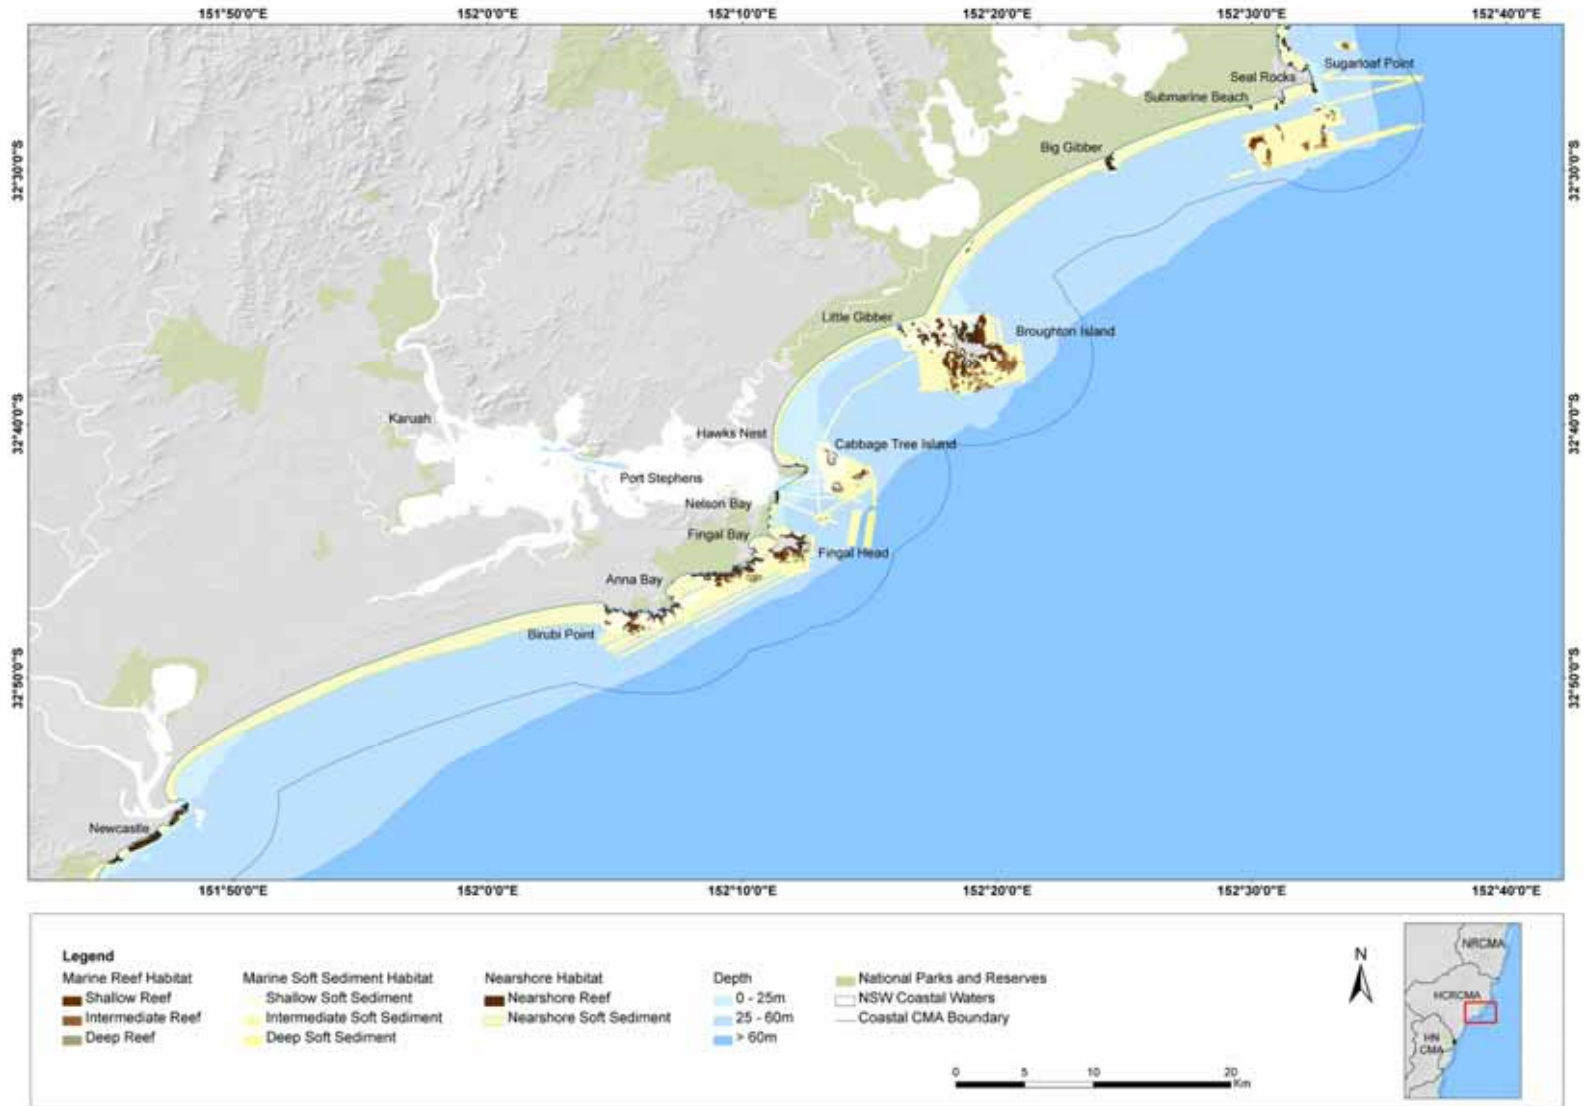 151°50'0"E 152°0'0"E 152°10'0"E 152°20'0"E 152°30'0"E 152°40'0"E
Sugarloaf Point
Seal Rocks
Submarine Beach
Big Gibber
32°30'0"S 32°30'0"S
Little Gibber
Broughton Island
Karuah
32°40'0"S 32°40'0"S
Hawks Nest
Cabbage Tree Island
Port Stephens
Nelson Bay
Fingal Bay
Fingal Head
Anna Bay
Birubi Point
32°50'0"S 32°50'0"S
Newcastle
151°50'0"E 152°0'0"E 152°10'0"E 152°20'0"E 152°30'0"E 152°40'0"E
Legend
Marine Reef Habitat
Shallow Reef
Intermediate Reef
Deep Reef
Marine Soft Sediment Habitat
Shallow Soft Sediment
Intermediate Soft Sediment
Deep Soft Sediment
Nearshore Habitat
Nearshore Reef
Nearshore Soft Sediment
Depth
0 - 25m
25 - 60m
> 60m
National Parks and Reserves
NSW Coastal Waters
Coastal CMA Boundary
0 5 10 20
Km
N
NRCMA
HCRCMA
HN
CMA